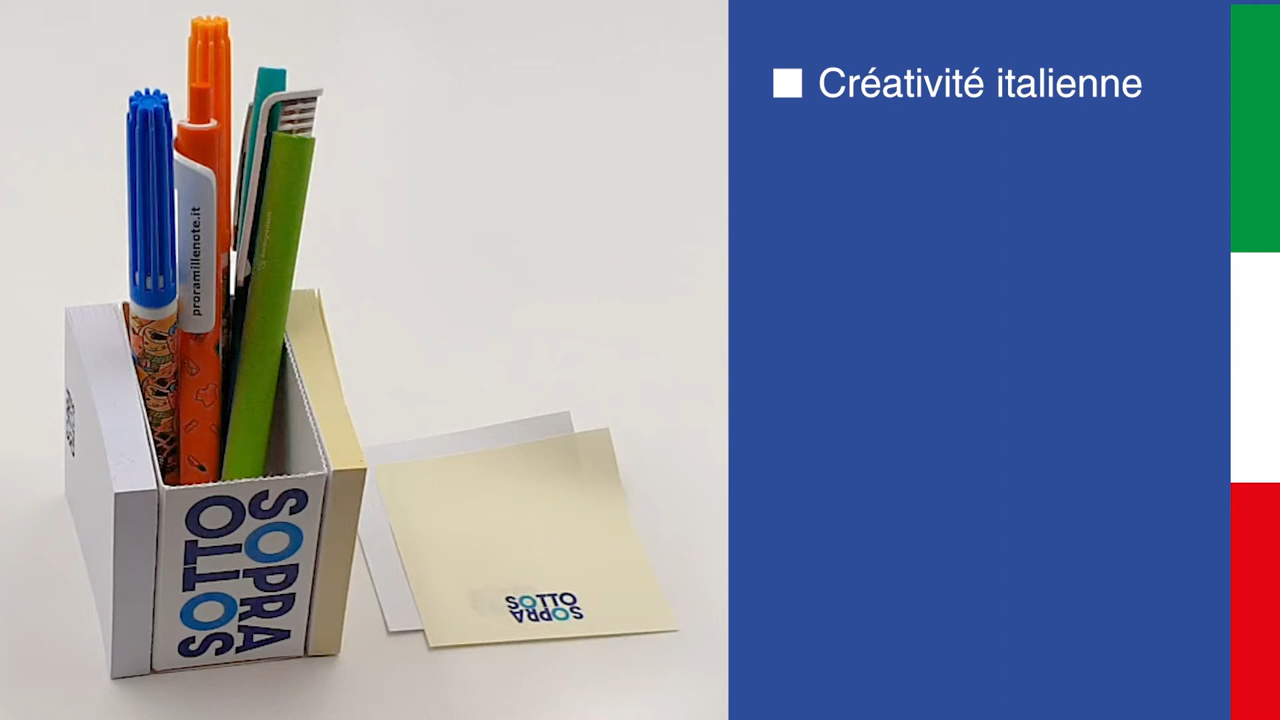 Créativité italienne
proramillenote.it
SOTTO
SOPRA
SOTTO
SOPRA